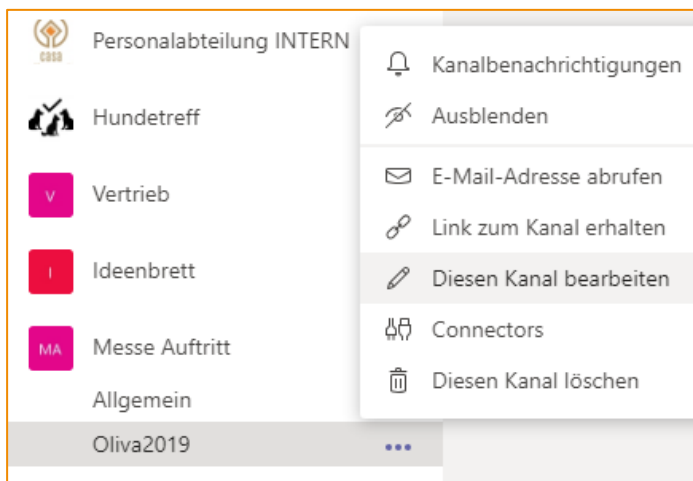 casa
Personalabteilung INTERN
Hundetreff
V
Vertrieb
I
Ideenbrett
MA
Messe Auftritt
Allgemein
Oliva2019
Kanalbenachrichtigungen
Ausblenden
E-Mail-Adresse abrufen
Link zum Kanal erhalten
Diesen Kanal bearbeiten
Connectors
Diesen Kanal löschen